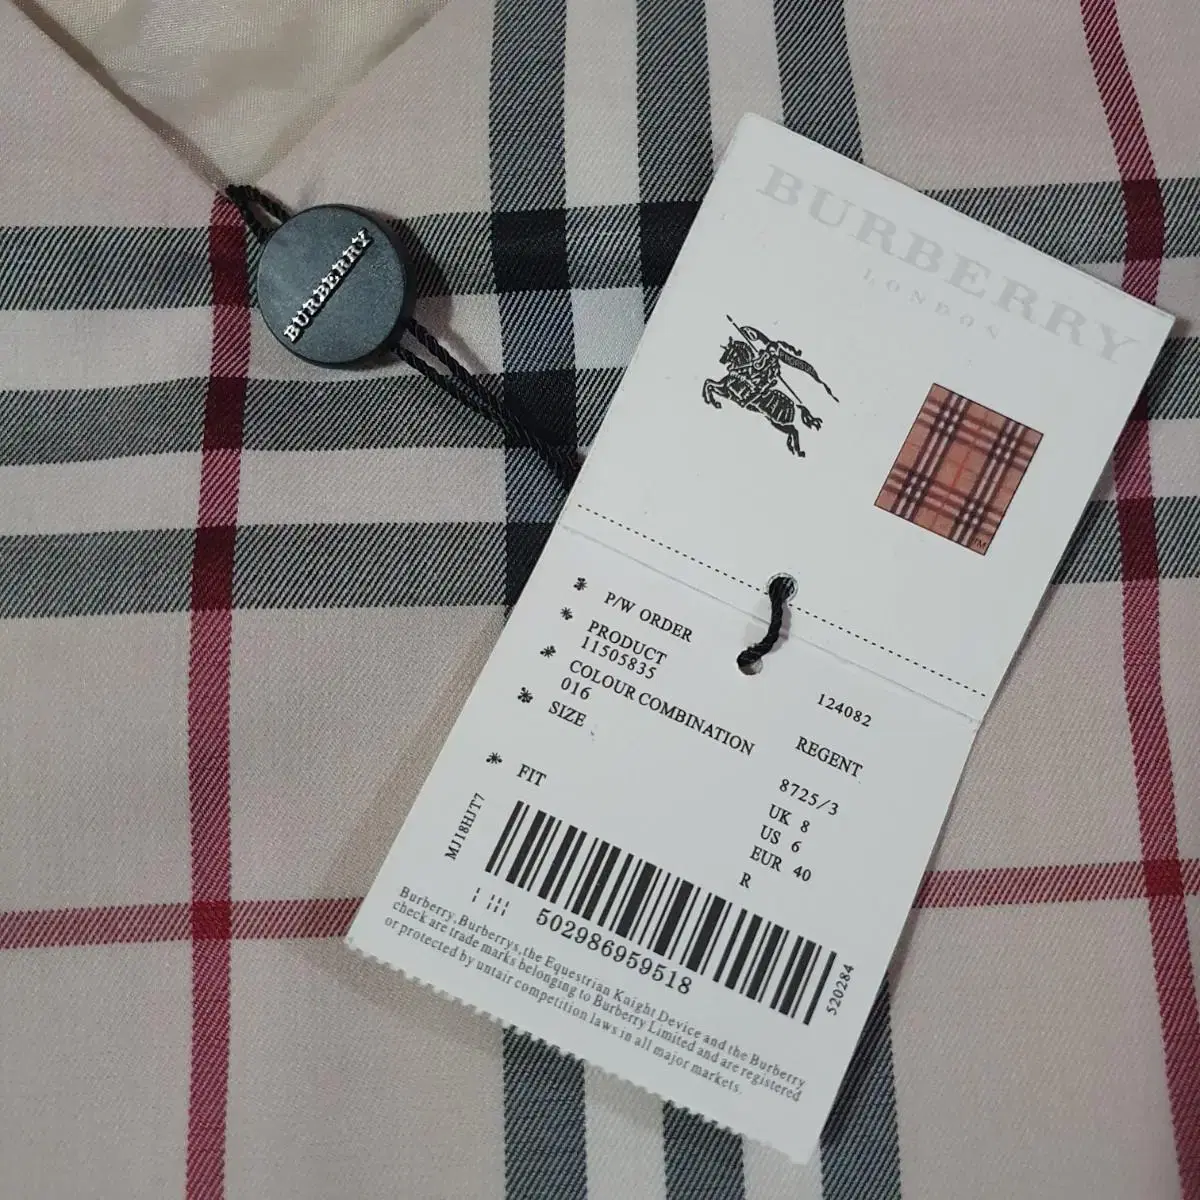 BURBERRY
BURBERRY
LONDON
TM
P/W ORDER
124082
PRODUCT
REGENT
11505835
COLOUR COMBINATION
8725/3
016
SIZE
UK 8
US 6
EUR 40
FIT
R
MJ18HJT7
502986959518
520284
Burberry, Burberrys, the Equestrian Knight Device and the Burberry
check are trade marks belonging to Burberry Limited and are registered
or protected by untair competition laws in all major markets.